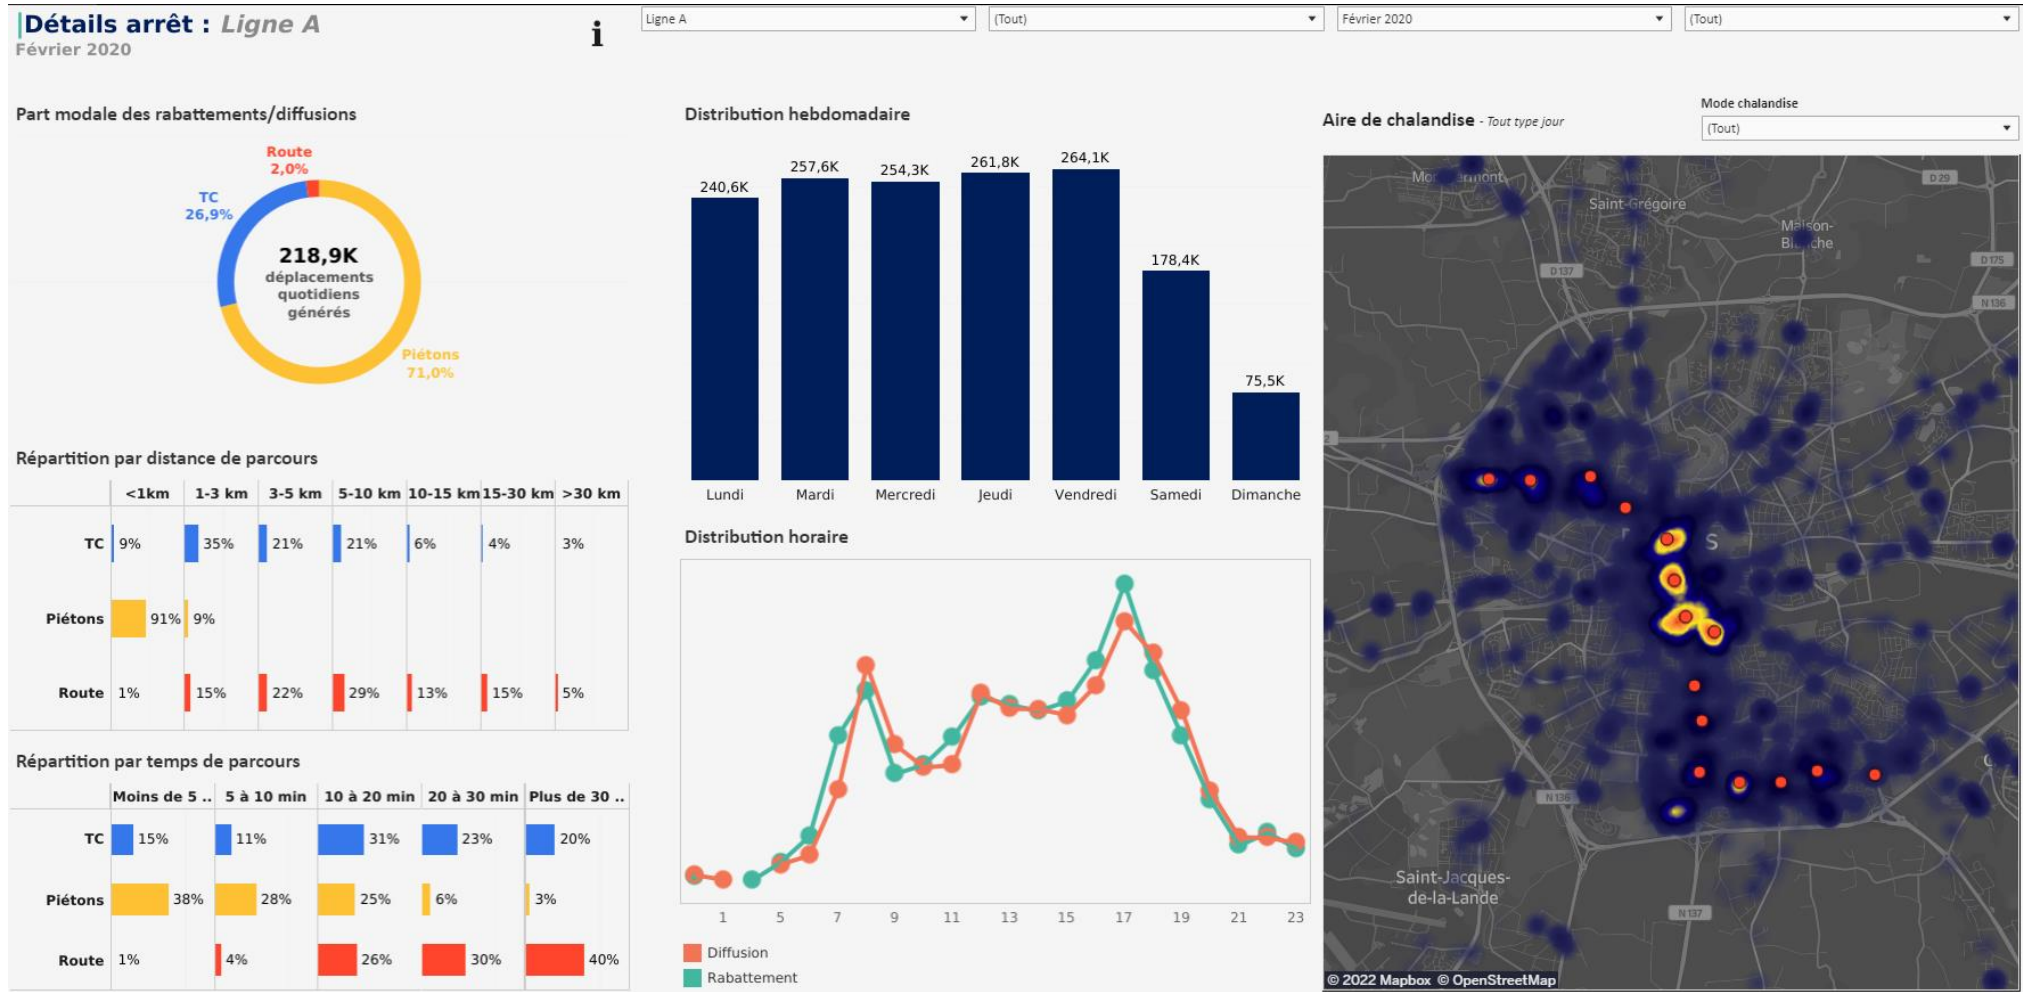 Détails arrêt : Ligne A
Février 2020
i
Ligne A
(Tout)
Février 2020
(Tout)
Part modale des rabattements/diffusions
Route
2,0%
TC
26,9%
218,9K
déplacements
quotidiens
générés
Piétons
71,0%
Répartition par distance de parcours
<1km 1-3 km 3-5 km 5-10 km 10-15 km 15-30 km >30 km
TC 9% 35% 21% 21% 6% 4% 3%
Piétons 91% 9%
Route 1% 15% 22% 29% 13% 15% 5%
Répartition par temps de parcours
Moins de 5 .. 5 à 10 min 10 à 20 min 20 à 30 min Plus de 30 ..
TC 15% 11% 31% 23% 20%
Piétons 38% 28% 25% 6% 3%
Route 1% 4% 26% 30% 40%
Distribution hebdomadaire
240,6K 257,6K 254,3K 261,8K 264,1K 178,4K 75,5K
Lundi Mardi Mercredi Jeudi Vendredi Samedi Dimanche
Distribution horaire
1 5 7 9 11 13 15 17 19 21 23
Diffusion
Rabattement
Mode chalandise
Aire de chalandise - Tout type jour
(Tout)
D 29
Saint-Grégoire
Maison-
Blanche
D 175
D 137
N 136
S
N 136
Saint-Jacques-
de-la-Lande
N 137
© 2022 Mapbox © OpenStreetMap